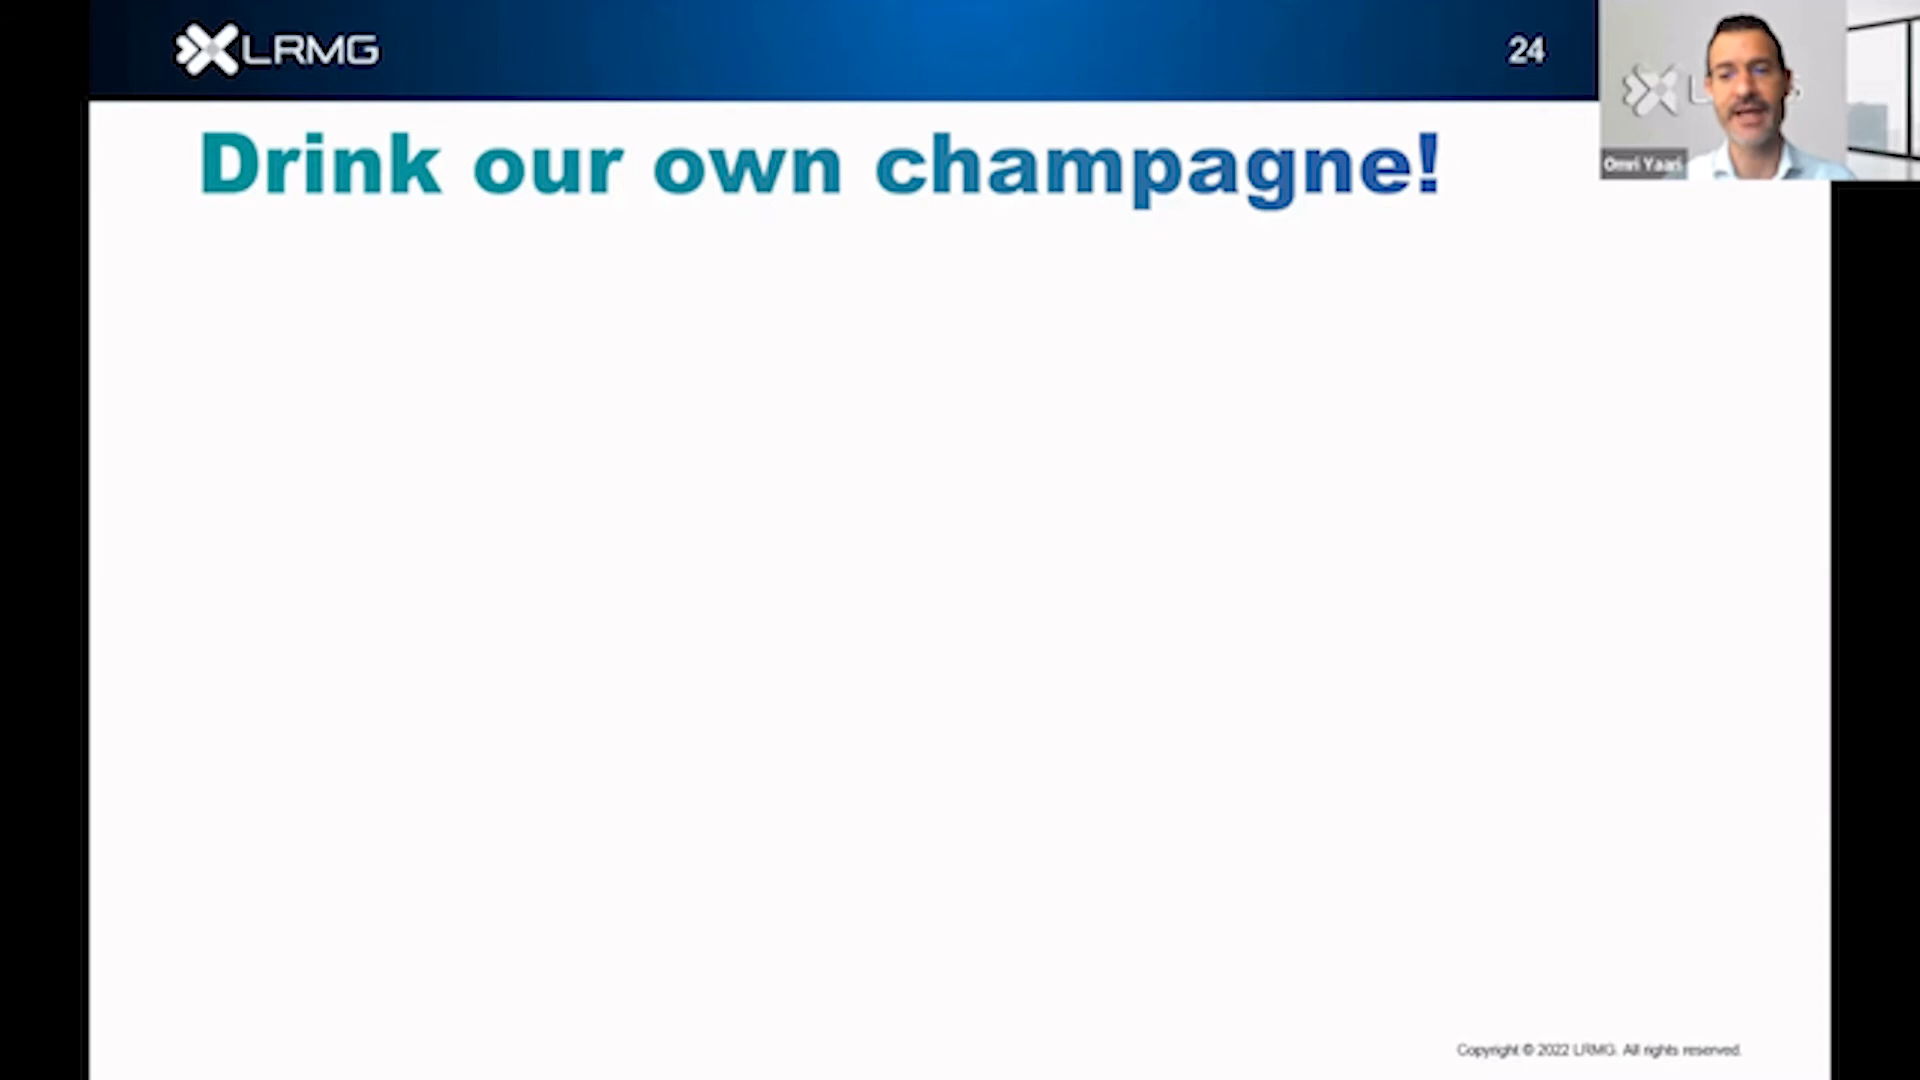 LRMG
24
Omri Yaari
Drink our own champagne!
Copyright © 2022 LRMG. All rights reserved.